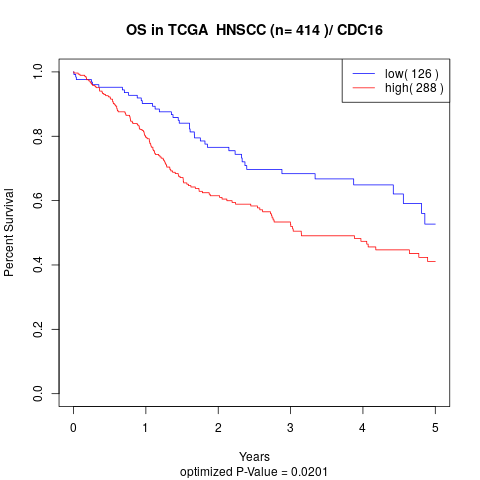 OS in TCGA  HNSCC (n= 414 )/ CDC16
low( 126 )
high( 288 )
Percent Survival
1.0
0.8
0.6
0.4
0.2
0.0
0 1 2 3 4 5
Years
optimized P-Value = 0.0201